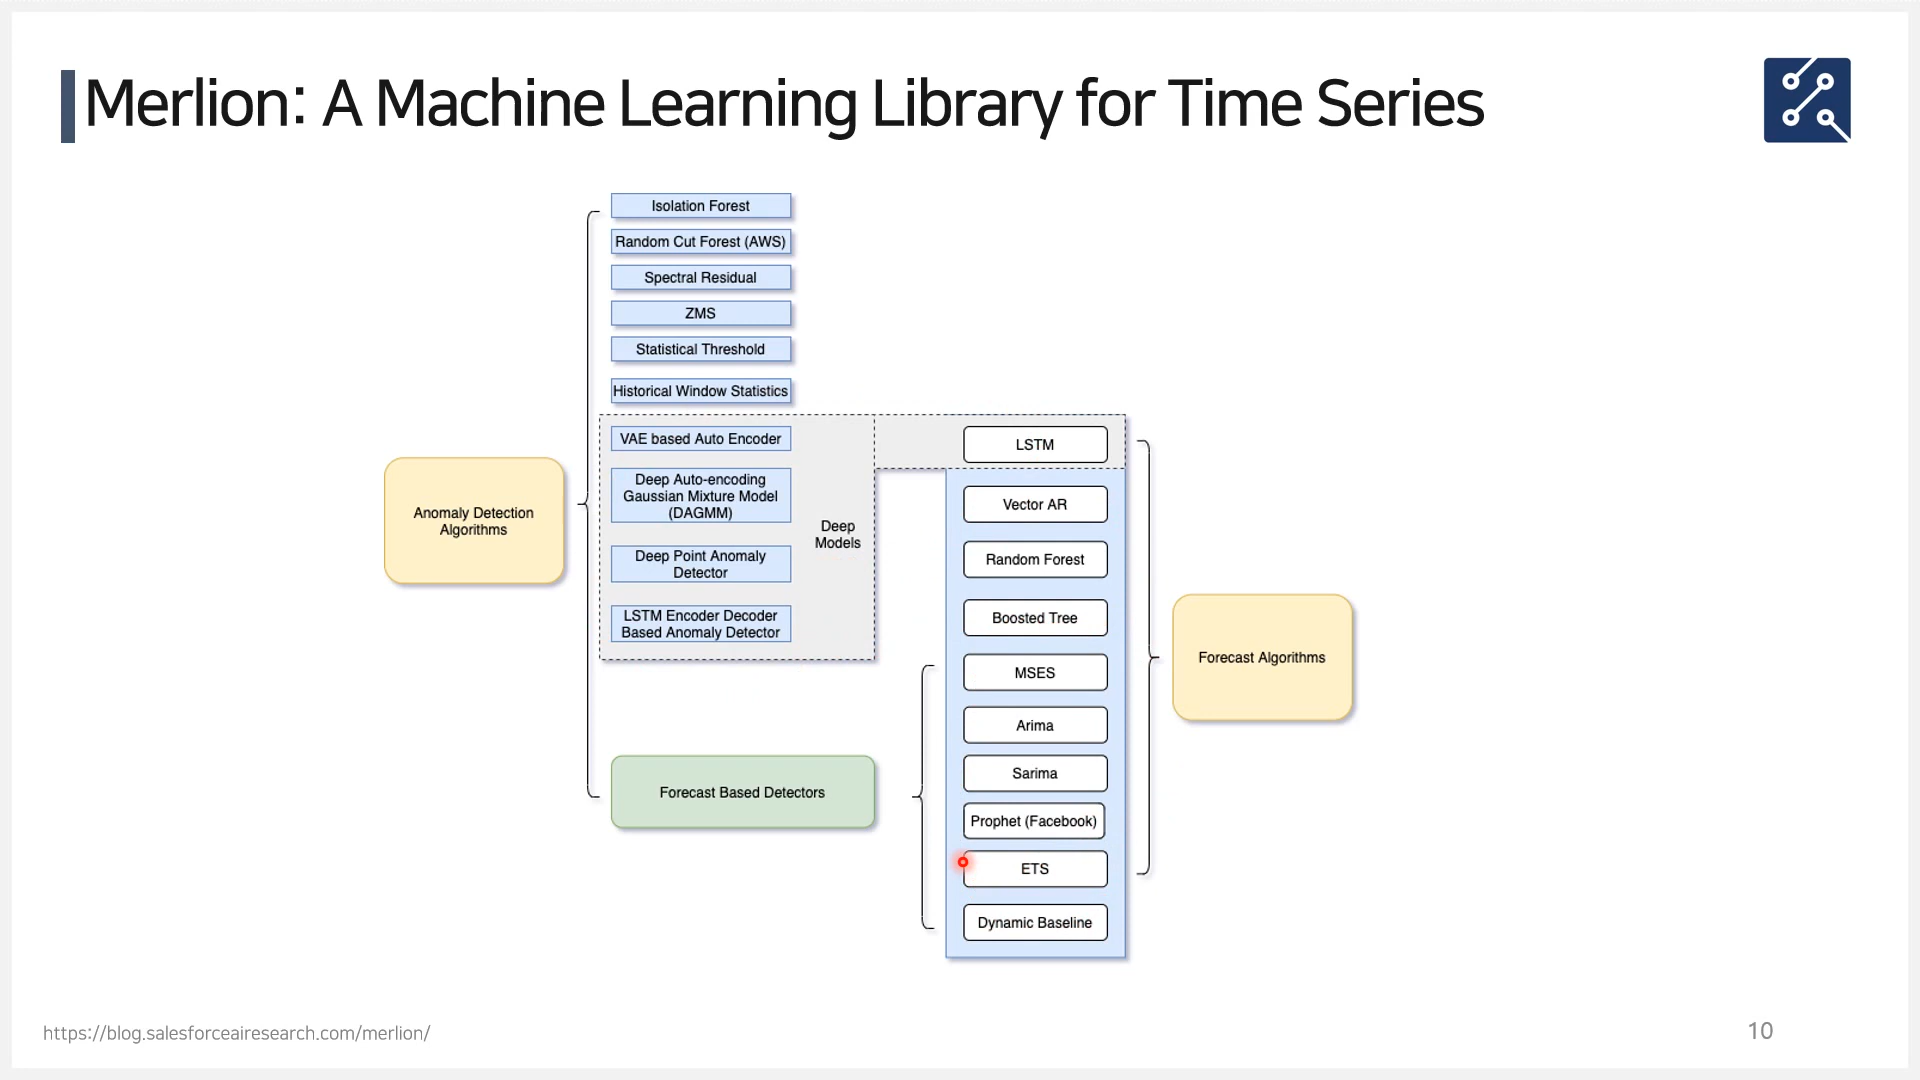 Merlion: A Machine Learning Library for Time Series
Isolation Forest
Random Cut Forest (AWS)
Spectral Residual
ZMS
Statistical Threshold
Historical Window Statistics
VAE based Auto Encoder
Deep Auto-encoding
Gaussian Mixture Model
(DAGMM)
Deep Point Anomaly
Detector
LSTM Encoder Decoder
Based Anomaly Detector
Deep
Models
Anomaly Detection
Algorithms
Forecast Based Detectors
LSTM
Vector AR
Random Forest
Boosted Tree
MSES
Arima
Sarima
Prophet (Facebook)
ETS
Dynamic Baseline
Forecast Algorithms
https://blog.salesforceairesearch.com/merlion/
10